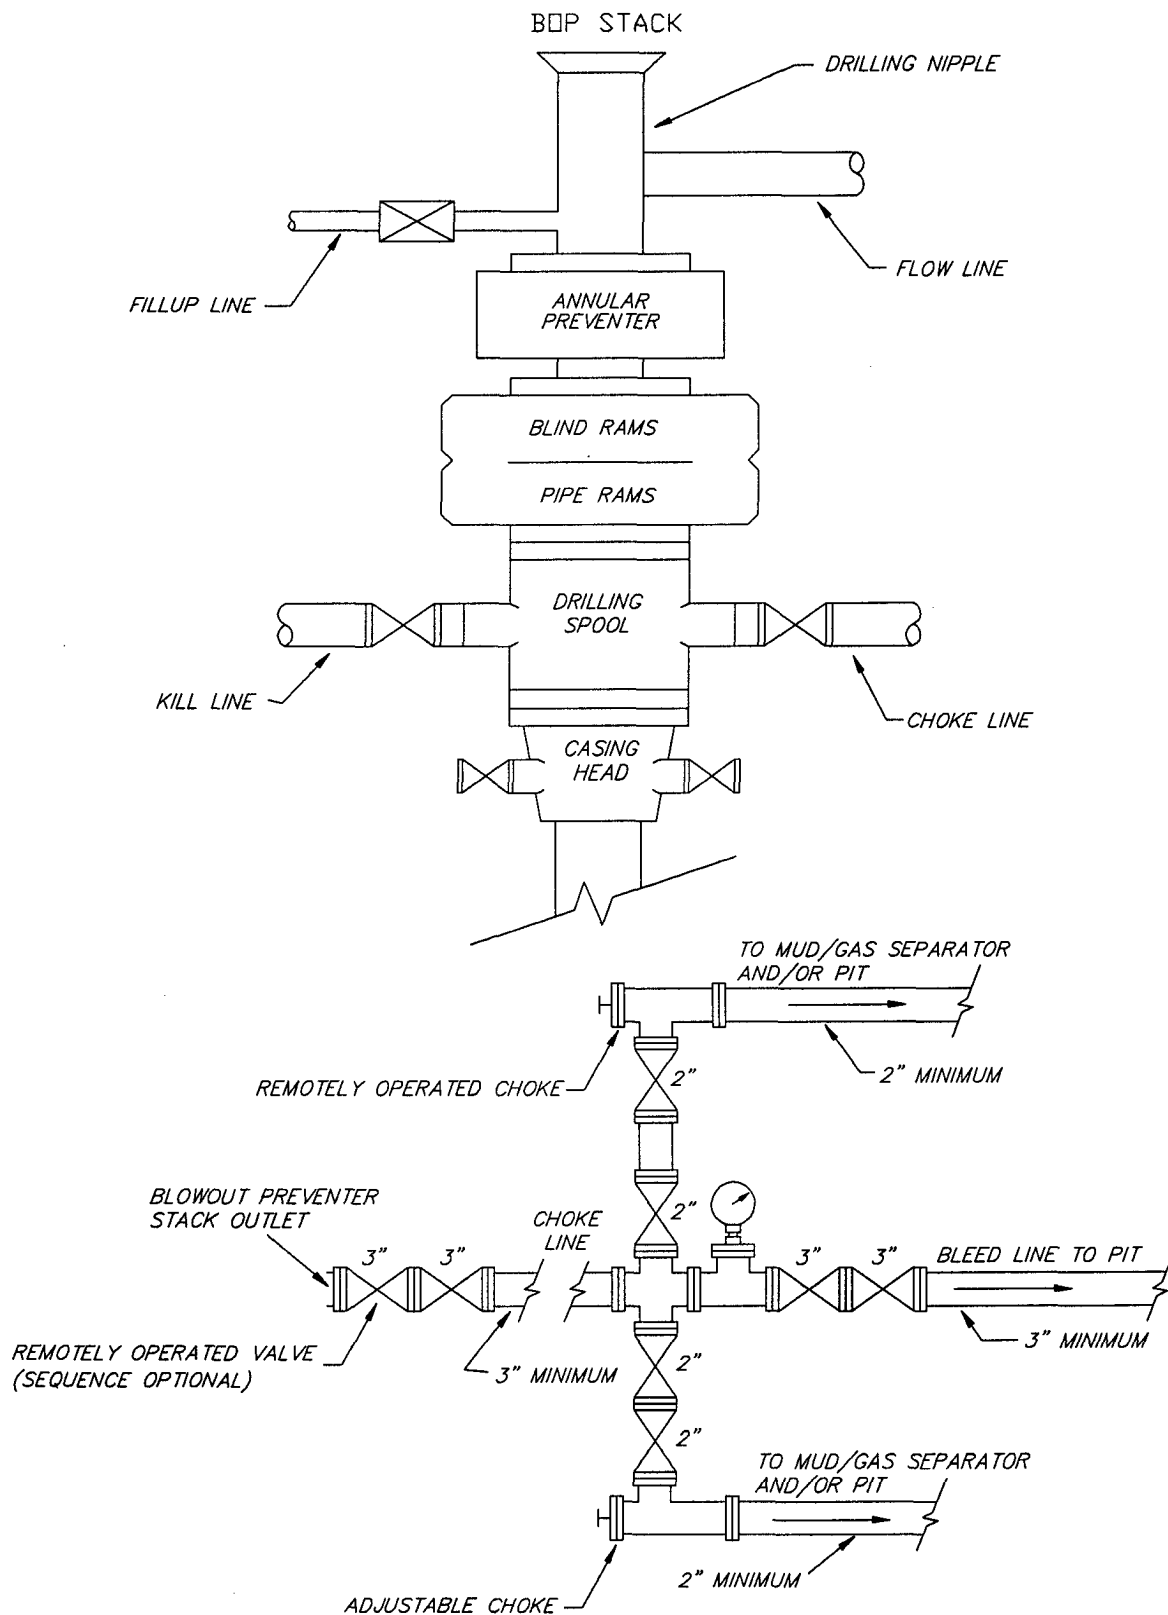 BOP STACK
DRILLING NIPPLE
FLOW LINE
FILLUP LINE
ANNULAR
PREVENTER
BLIND RAMS
PIPE RAMS
DRILLING
SPOOL
KILL LINE
CHOKE LINE
CASING
HEAD
TO MUD/GAS SEPARATOR
AND/OR PIT
2" MINIMUM
REMOTELY OPERATED CHOKE
2"
2"
BLOWOUT PREVENTER
STACK OUTLET
CHOKE
LINE
3"
3"
3"
3"
BLEED LINE TO PIT
REMOTELY OPERATED VALVE
(SEQUENCE OPTIONAL)
3" MINIMUM
3" MINIMUM
2"
2"
TO MUD/GAS SEPARATOR
AND/OR PIT
2" MINIMUM
ADJUSTABLE CHOKE